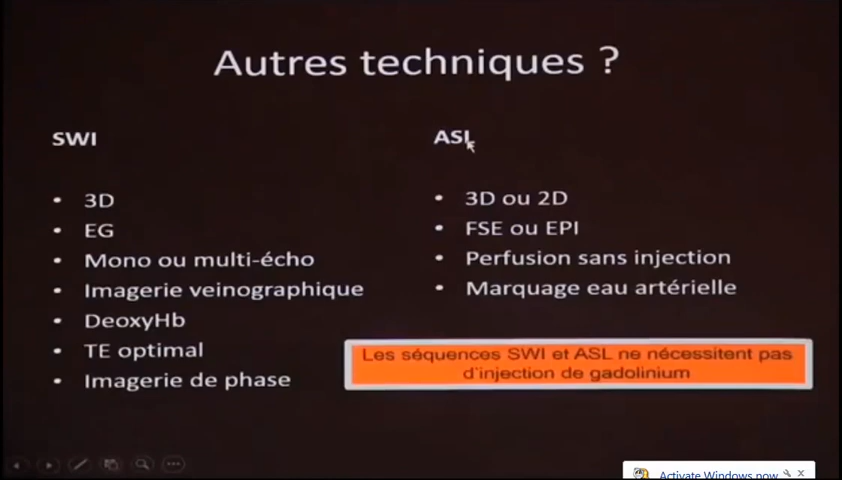 Autres techniques ?
SWI
• 3D
• EG
• Mono ou multi-écho
• Imagerie veinographique
• DeoxyHb
• TE optimal
• Imagerie de phase
ASL
• 3D ou 2D
• FSE ou EPI
• Perfusion sans injection
• Marquage eau artérielle
Les séquences SWI et ASL ne nécessitent pas
d'injection de gadolinium
Activate Windows now